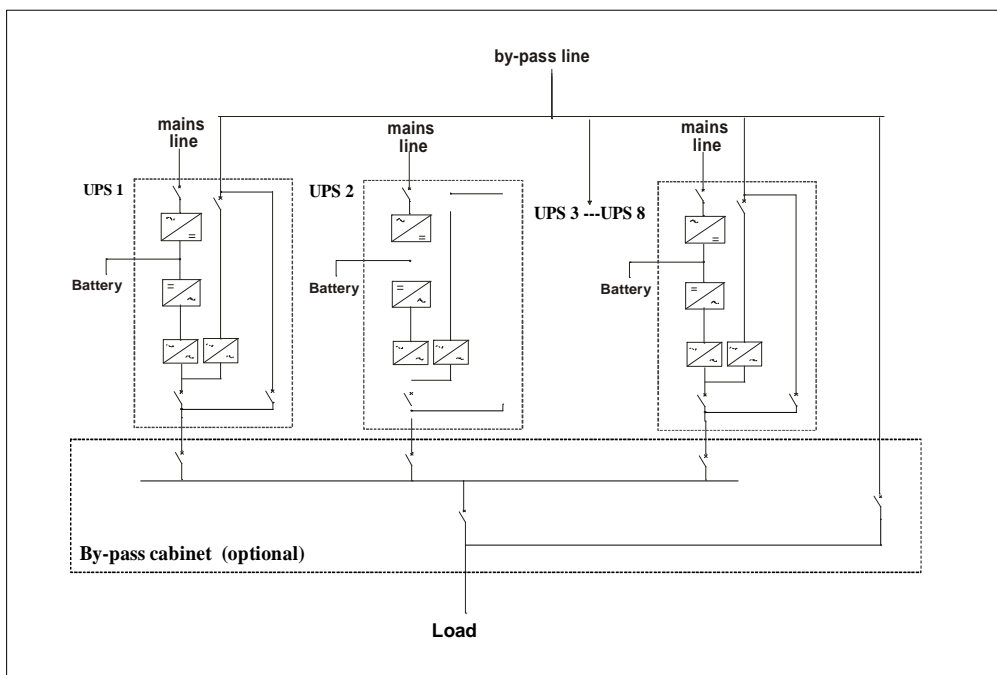 by-pass line
mains
line
mains
line
mains
line
UPS 1
UPS 2
UPS 3 ---UPS 8
Battery
Battery
Battery
By-pass cabinet (optional)
Load